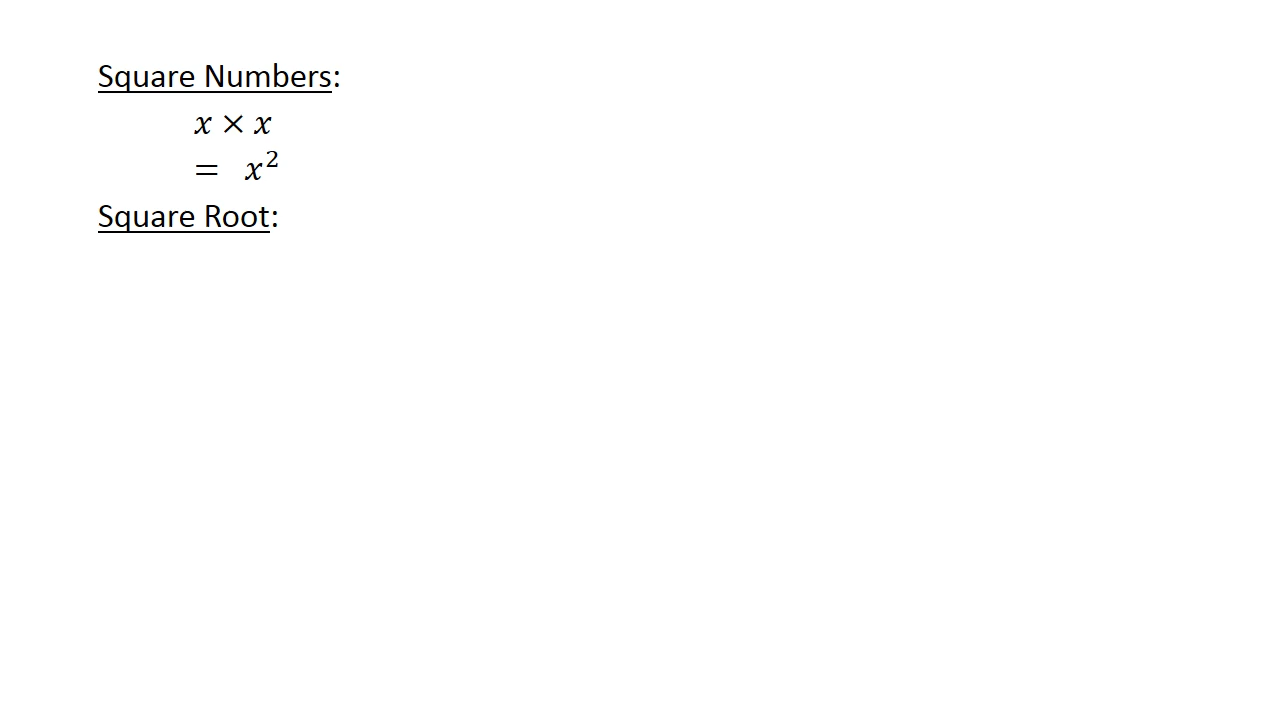 Square Numbers:
𝑥 × 𝑥
= 𝑥²
Square Root: